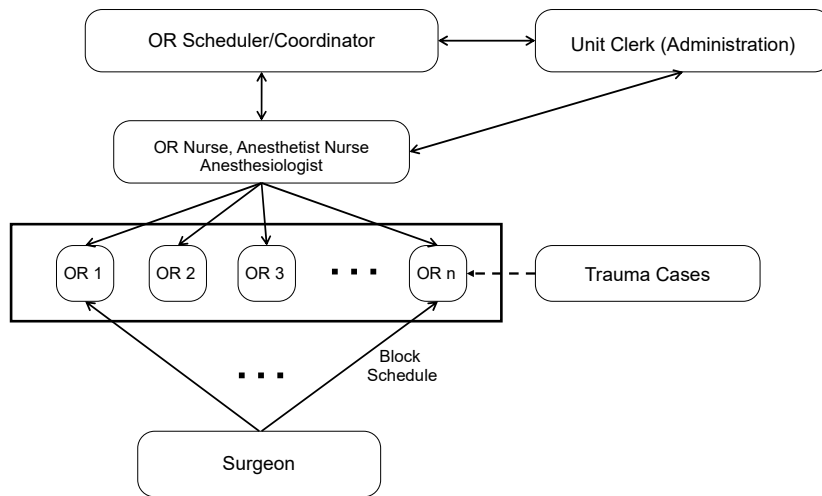 OR Scheduler/Coordinator
Unit Clerk (Administration)
OR Nurse, Anesthetist Nurse
Anesthesiologist
OR 1
OR 2
OR 3
OR n
Trauma Cases
Block
Schedule
Surgeon